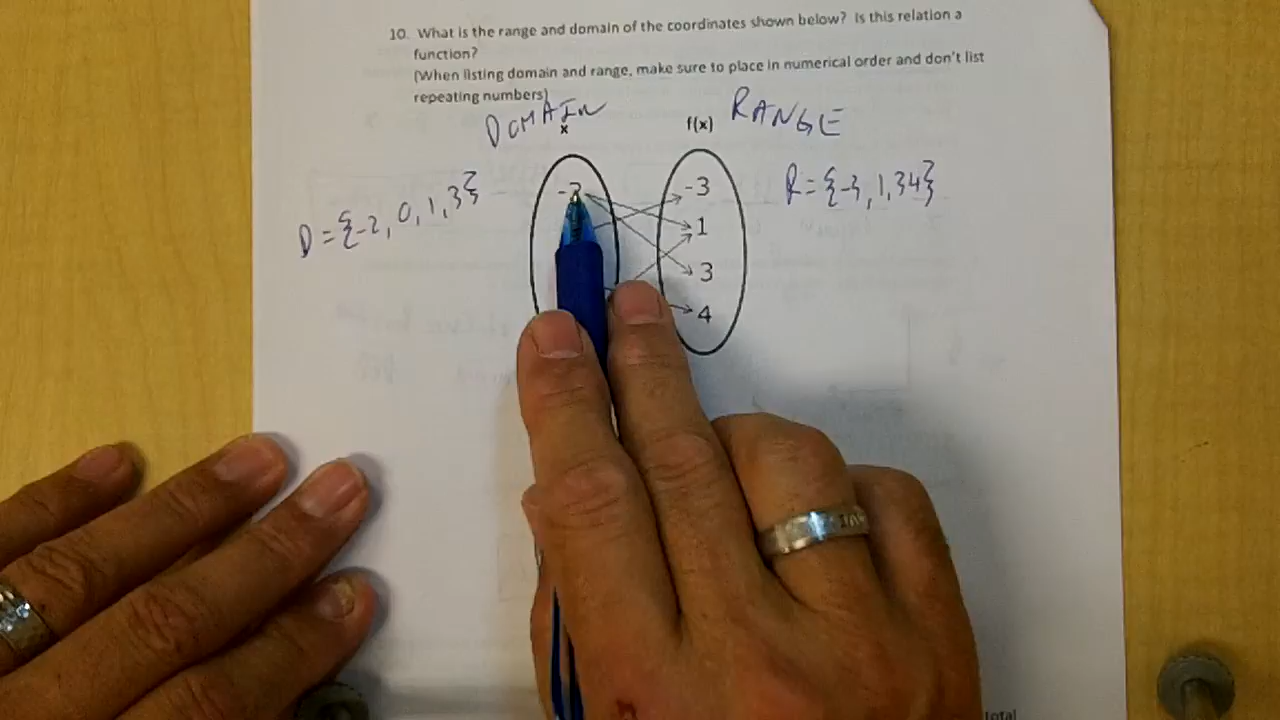 10. What is the range and domain of the coordinates shown below? Is this relation a
function?
(When listing domain and range, make sure to place in numerical order and don't list
repeating numbers)
DOMAIN
RANGE
x
f(x)
D = {-2, 0, 1, 3}
R = {-3, 1, 3 4}
-3
1
3
4
total